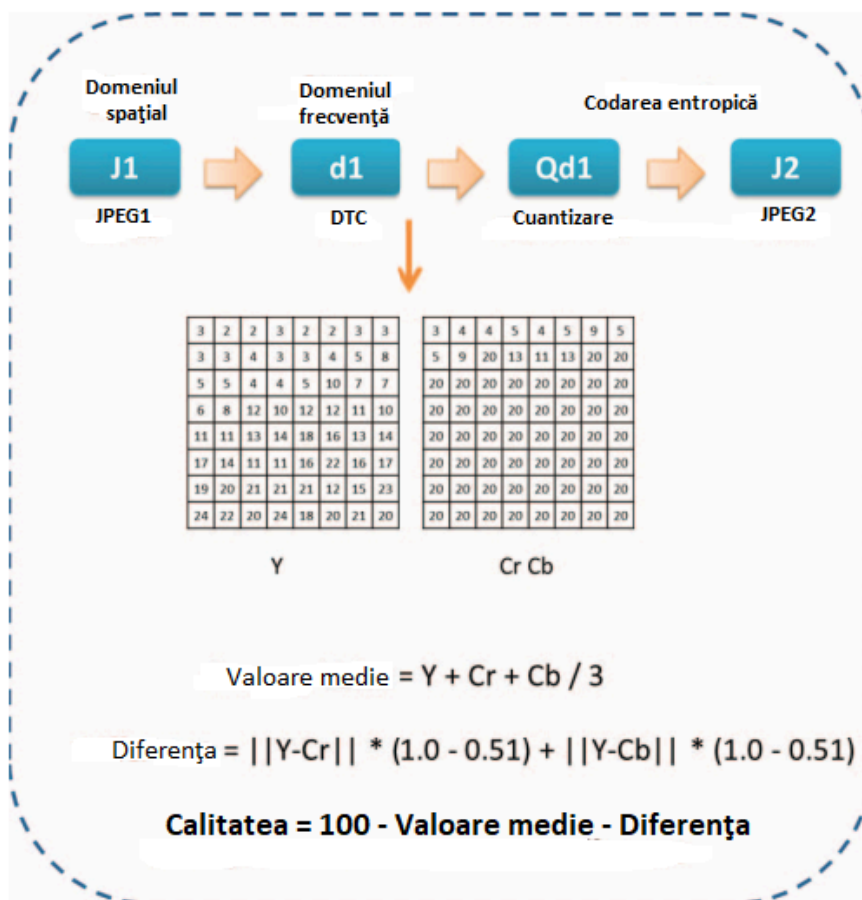 Domeniul
spaţial
Domeniul
frecvenţă
Codarea entropică
J1
d1
Qd1
J2
JPEG1
DTC
Cuantizare
JPEG2
3 2 2 3 2 2 3 3
3 3 4 3 3 4 5 8
5 5 4 4 5 10 7 7
6 8 12 10 12 12 11 10
11 11 13 14 18 16 13 14
17 14 11 11 16 22 16 17
19 20 21 21 21 12 15 23
24 22 20 24 18 20 21 20
3 4 4 5 4 5 9 5
5 9 20 13 11 13 20 20
20 20 20 20 20 20 20 20
20 20 20 20 20 20 20 20
20 20 20 20 20 20 20 20
20 20 20 20 20 20 20 20
20 20 20 20 20 20 20 20
20 20 20 20 20 20 20 20
Y
Cr Cb
Valoare medie = Y + Cr + Cb / 3
Diferenţa = ||Y-Cr|| * (1.0 - 0.51) + ||Y-Cb|| * (1.0 - 0.51)
Calitatea = 100 - Valoare medie - Diferenţa